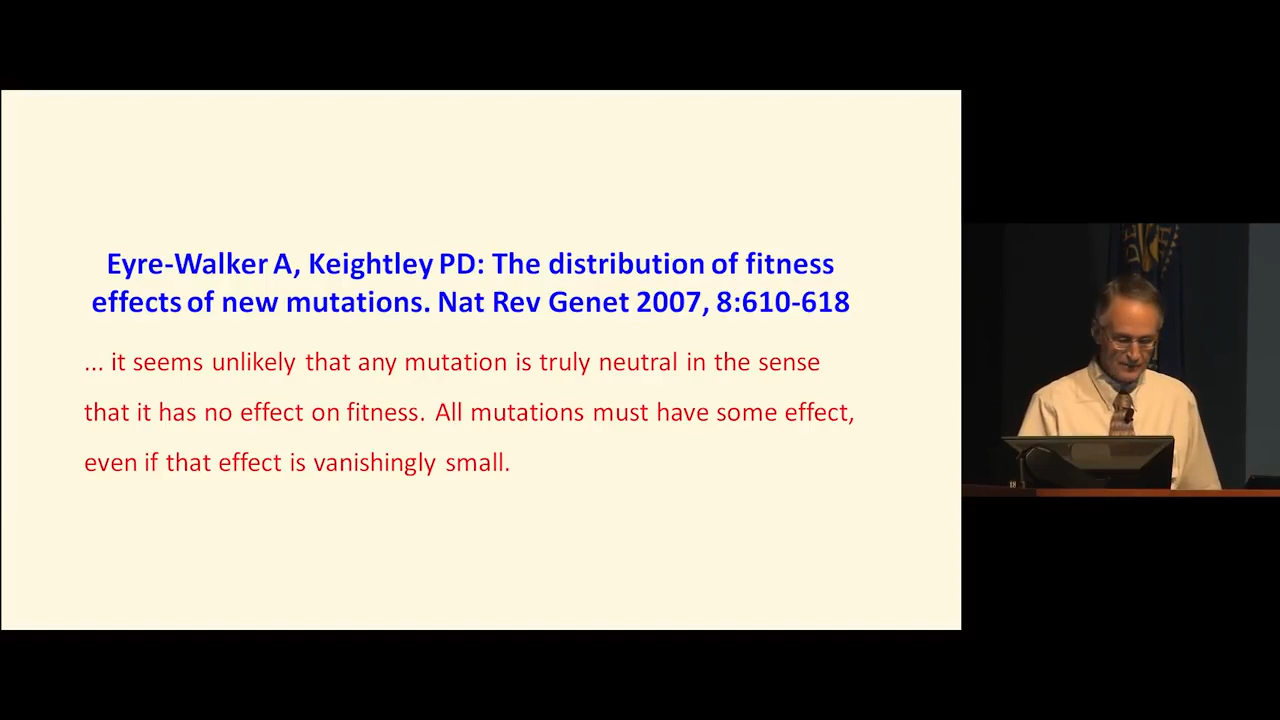 Eyre-Walker A, Keightley PD: The distribution of fitness
effects of new mutations. Nat Rev Genet 2007, 8:610-618
... it seems unlikely that any mutation is truly neutral in the sense
that it has no effect on fitness. All mutations must have some effect,
even if that effect is vanishingly small.